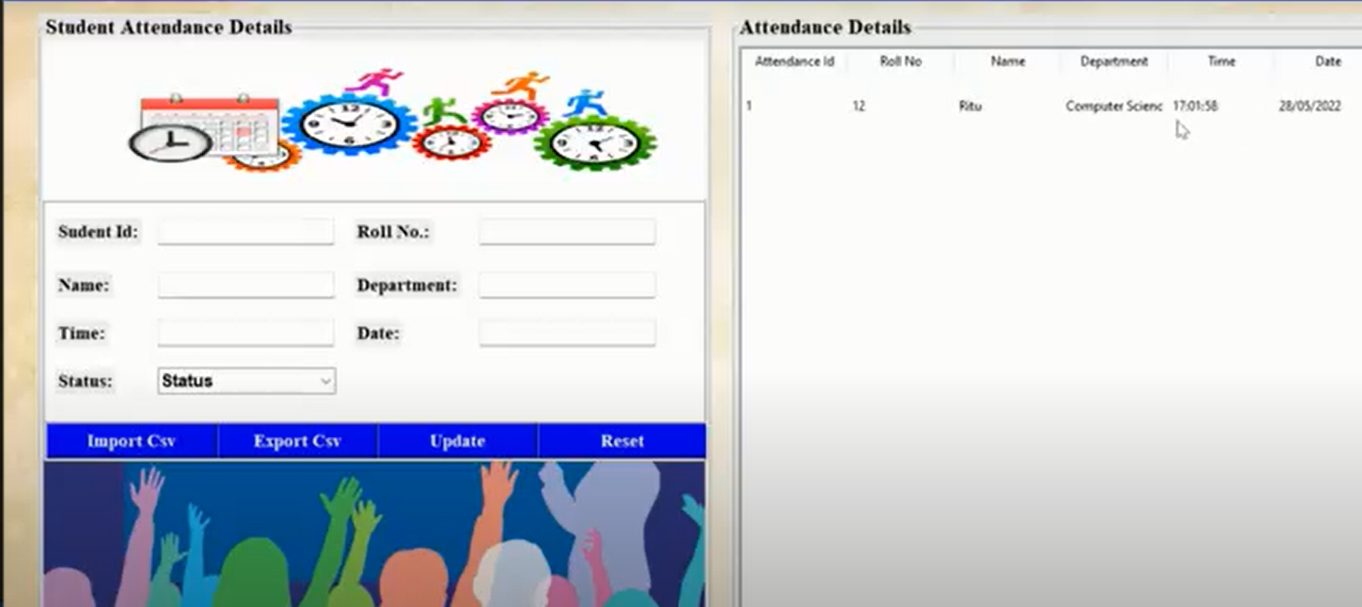 Student Attendance Details
Sudent Id:
Roll No.:
Name:
Department:
Time:
Date:
Status:
Status
Import Csv
Export Csv
Update
Reset
Attendance Details
Attendance Id Roll No Name Department Time Date
1 12 Ritu Computer Scienc 17:01:58 28/05/2022